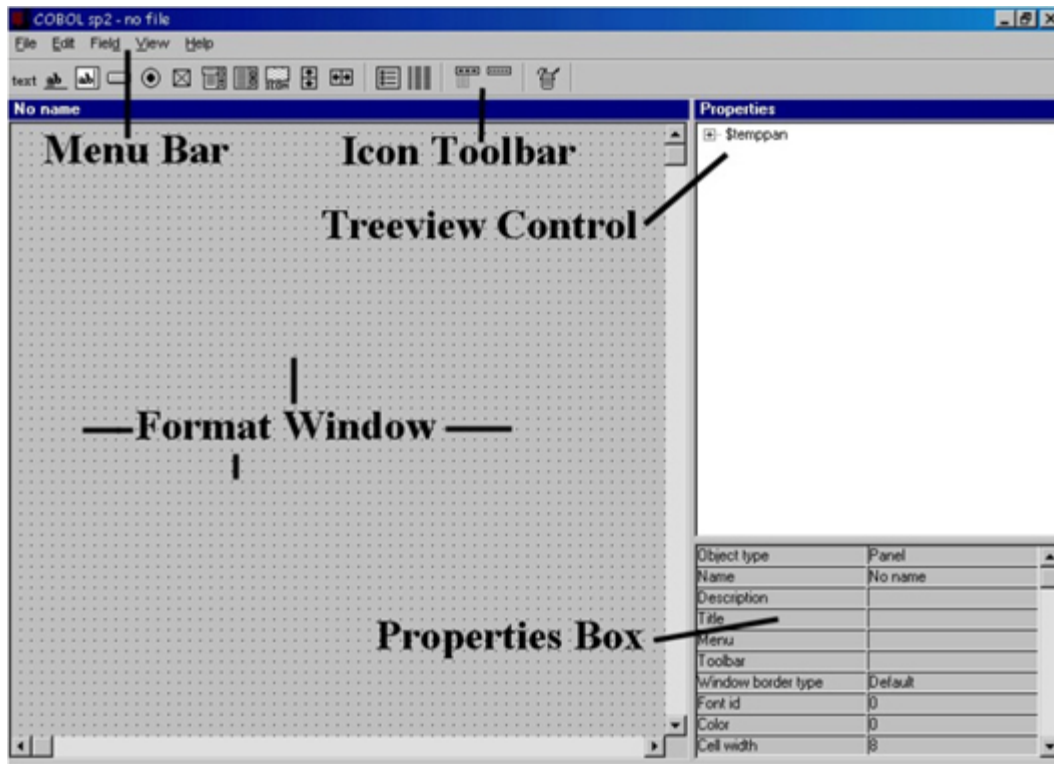 COBOL sp2 - no file
File Edit Field View Help
text ab ab
No name
Properties
Menu Bar
Icon Toolbar
$temppan
Treeview Control
Format Window
Properties Box
Object type Panel
Name No name
Description
Title
Menu
Toolbar
Window border type Default
Font id 0
Color 0
Cell width 8